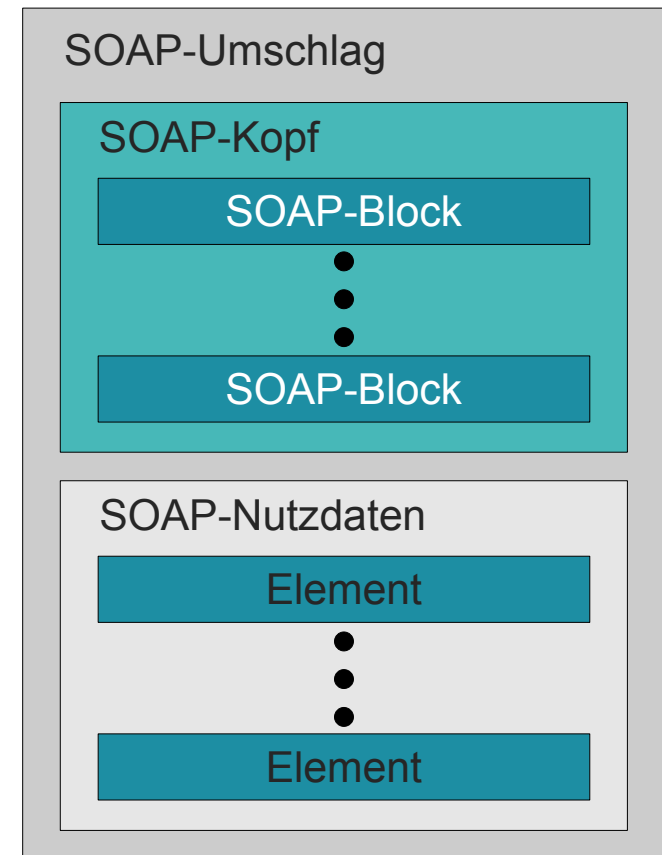 SOAP-Umschlag
SOAP-Kopf
SOAP-Block
SOAP-Block
SOAP-Nutzdaten
Element
Element